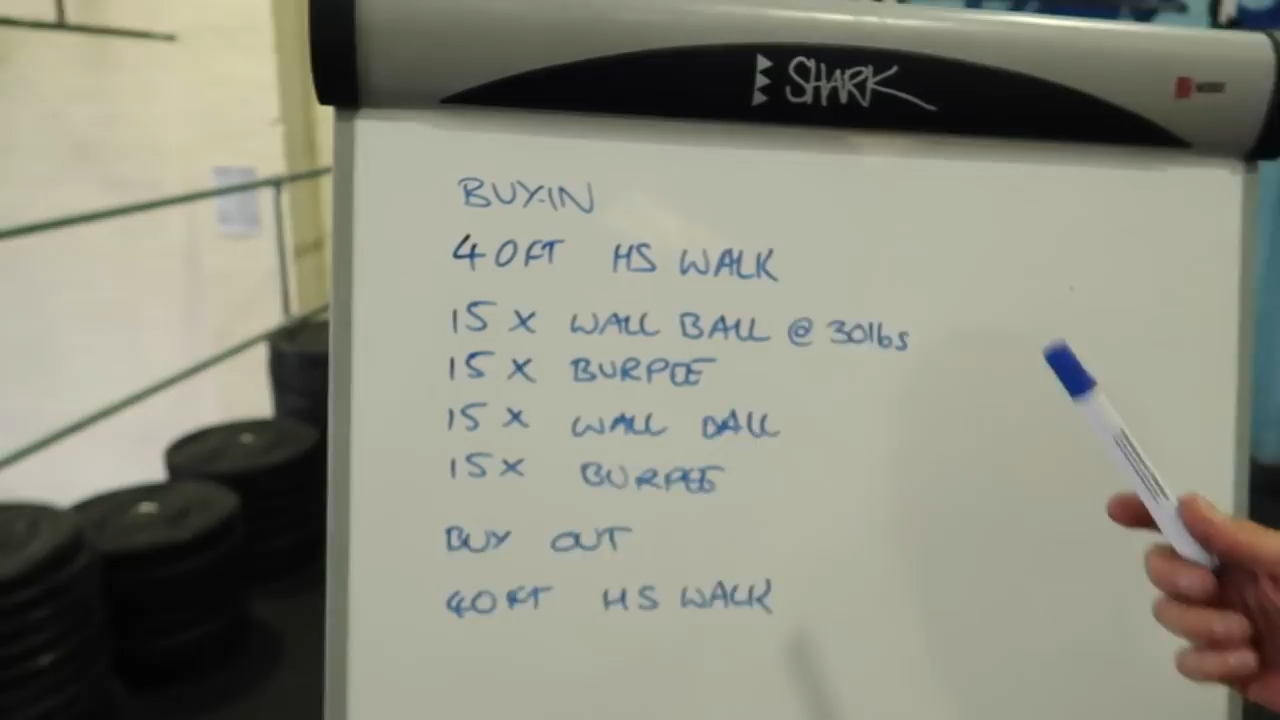 SHARK
BUY-IN
40FT HS WALK
15 X WALL BALL @ 30lbs
15 X BURPEE
15 X WALL BALL
15 X BURPEE
BUY OUT
40FT HS WALK